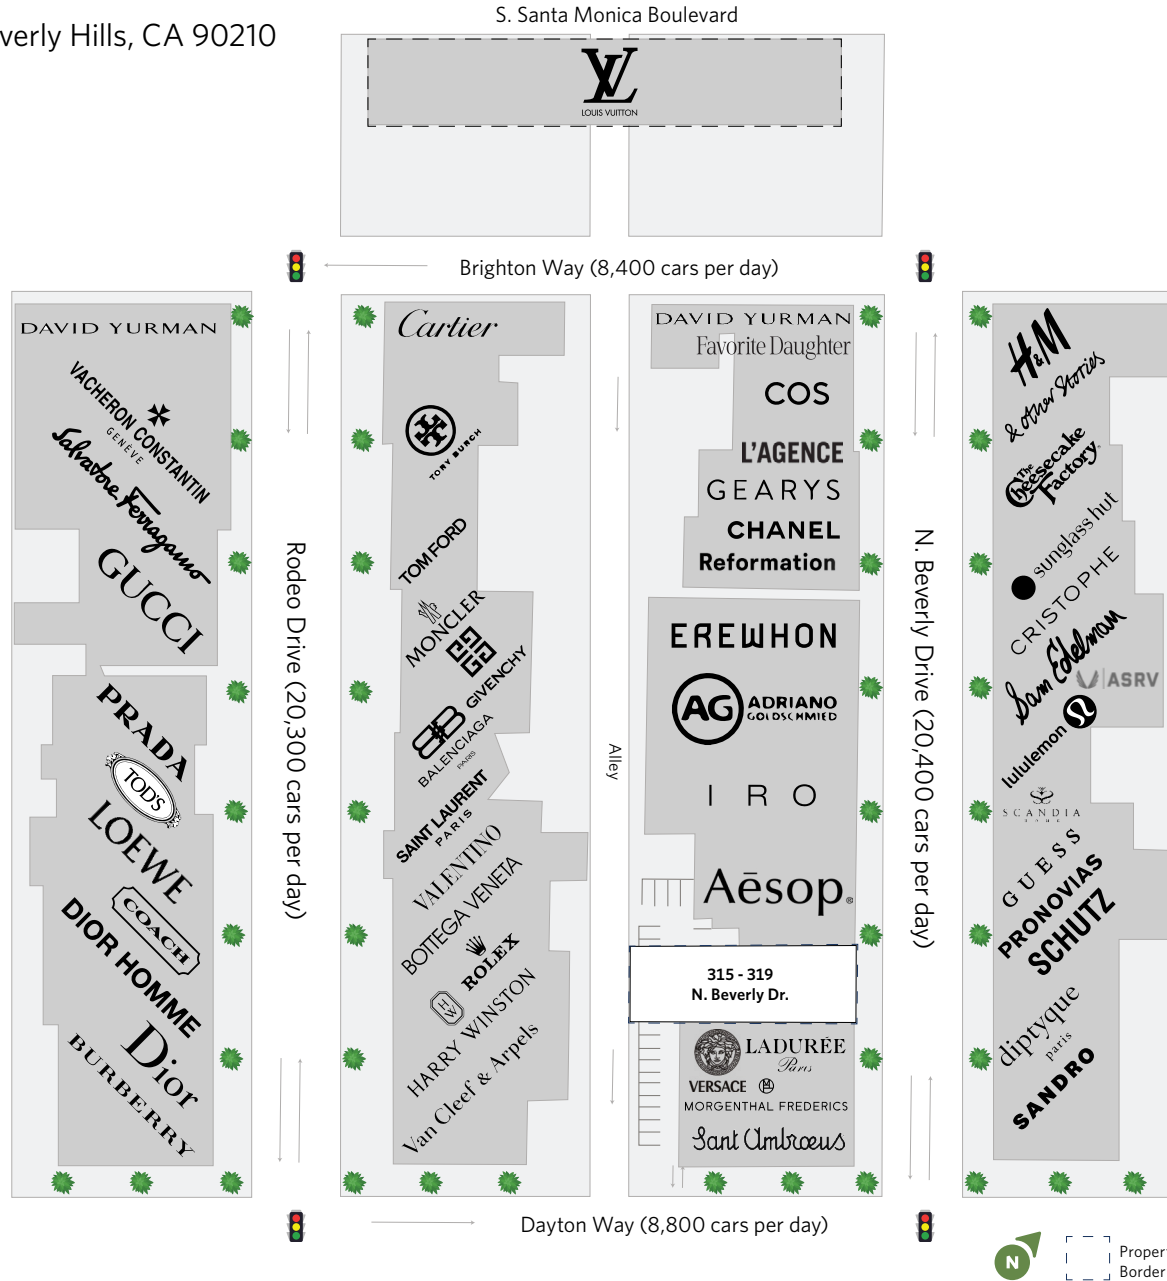 verly Hills, CA 90210
S. Santa Monica Boulevard
LV
LOUIS VUITTON
Brighton Way (8,400 cars per day)
DAVID YURMAN
VACHERON CONSTANTIN
GENÈVE
Salvatore Ferragamo
GUCCI
PRADA
TOD'S
LOEWE
COACH
DIOR HOMME
Dior
BURBERRY
Rodeo Drive (20,300 cars per day)
Cartier
TORY BURCH
TOM FORD
MONCLER
GIVENCHY
BB
BALENCIAGA
PARIS
SAINT LAURENT
PARIS
VALENTINO
BOTTEGA VENETA
ROLEX
HW
HARRY WINSTON
Van Cleef & Arpels
Alley
DAVID YURMAN
Favorite Daughter
COS
L'AGENCE
GEARYS
CHANEL
Reformation
EREWHON
AG ADRIANO
GOLDSCHMIED
IRO
Aēsop®
315 - 319
N. Beverly Dr.
LADURÉE
Paris
VERSACE
MORGENTHAL FREDERICS
Sant Ambrœus
N. Beverly Drive (20,400 cars per day)
H&M
& other Stories
The
Cheesecake
Factory
sunglass hut
CRISTOPHE
Sam Edelman
ASRV
lululemon
SCANDIA
HOME
GUESS
PRONOVIAS
SCHUTZ
diptyque
paris
SANDRO
Dayton Way (8,800 cars per day)
N
Proper
Border